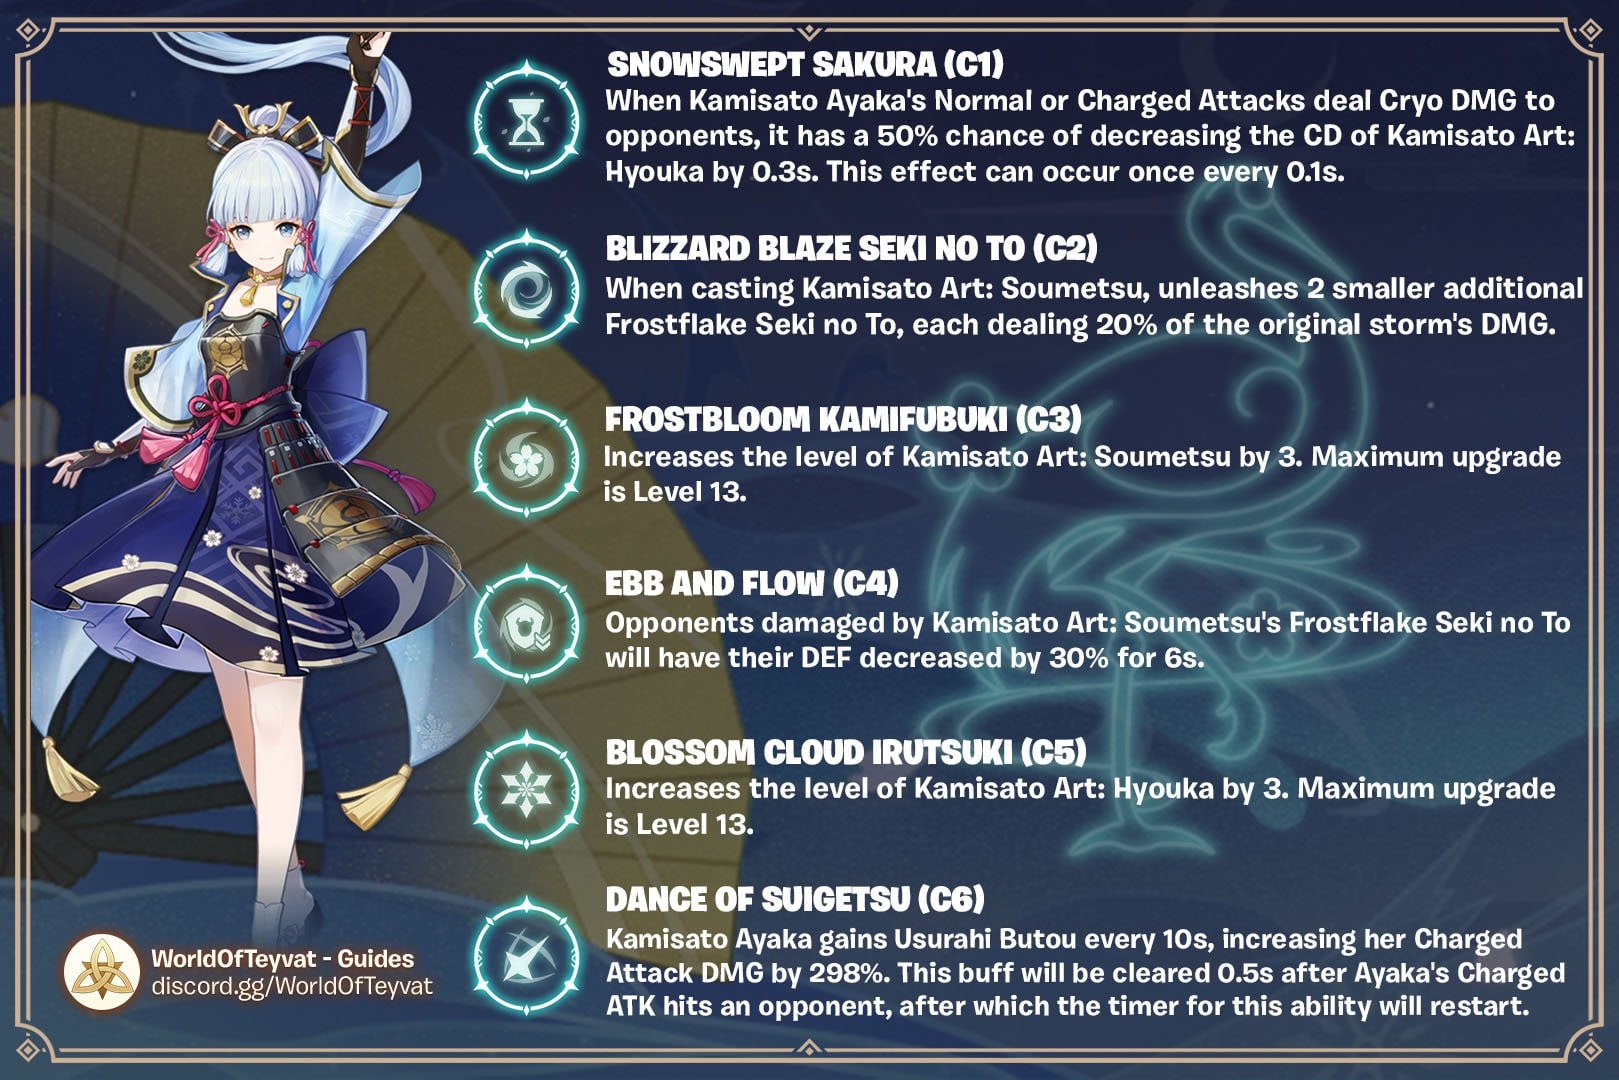 SNOWSWEPT SAKURA (C1)
When Kamisato Ayaka's Normal or Charged Attacks deal Cryo DMG to
opponents, it has a 50% chance of decreasing the CD of Kamisato Art:
Hyouka by 0.3s. This effect can occur once every 0.1s.
BLIZZARD BLAZE SEKI NO TO (C2)
When casting Kamisato Art: Soumetsu, unleashes 2 smaller additional
Frostflake Seki no To, each dealing 20% of the original storm's DMG.
FROSTBLOOM KAMIFUBUKI (C3)
Increases the level of Kamisato Art: Soumetsu by 3. Maximum upgrade
is Level 13.
EBB AND FLOW (C4)
Opponents damaged by Kamisato Art: Soumetsu's Frostflake Seki no To
will have their DEF decreased by 30% for 6s.
BLOSSOM CLOUD IRUTSUKI (C5)
Increases the level of Kamisato Art: Hyouka by 3. Maximum upgrade
is Level 13.
DANCE OF SUIGETSU (C6)
Kamisato Ayaka gains Usurahi Butou every 10s, increasing her Charged
Attack DMG by 298%. This buff will be cleared 0.5s after Ayaka's Charged
ATK hits an opponent, after which the timer for this ability will restart.
WorldOfTeyvat - Guides
discord.gg/WorldOfTeyvat